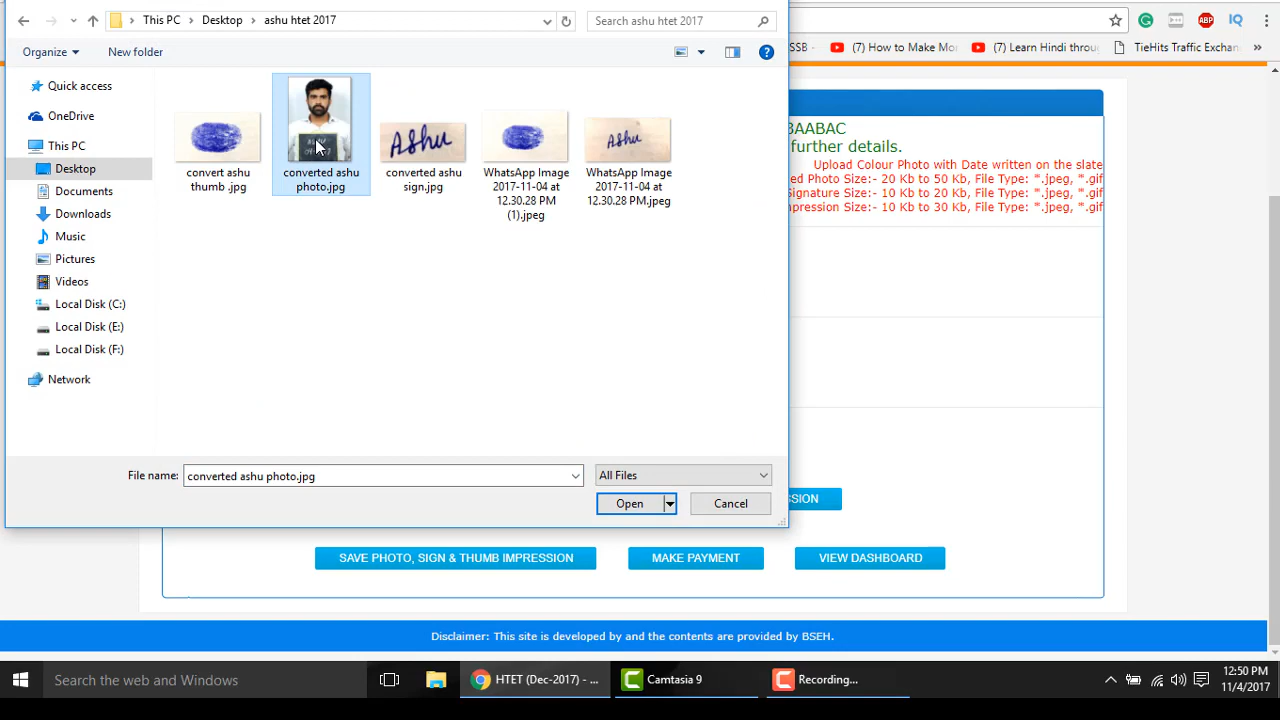 This PC > Desktop > ashu htet 2017
Search ashu htet 2017
SSB
(7) How to Make Mo
(7) Learn Hindi throu
TieHits Traffic Exchan
»
ABP
IQ
Organize
New folder
?
Quick access
OneDrive
This PC
Desktop
Documents
Downloads
Music
Pictures
Videos
Local Disk (C:)
Local Disk (E:)
Local Disk (F:)
Network
Ashu
Ashu
convert ashu
thumb .jpg
converted ashu
photo.jpg
converted ashu
sign.jpg
WhatsApp Image
2017-11-04 at
12.30.28 PM
(1).jpeg
WhatsApp Image
2017-11-04 at
12.30.28 PM.jpeg
BAABAC
further details.
Upload Colour Photo with Date written on the slate
ed Photo Size:- 20 Kb to 50 Kb, File Type: *.jpeg, *.gif
Signature Size:- 10 Kb to 20 Kb, File Type: *.jpeg, *.gif
mpression Size:- 10 Kb to 30 Kb, File Type: *.jpeg, *.gif
File name:
converted ashu photo.jpg
All Files
Open
Cancel
SSION
SAVE PHOTO, SIGN & THUMB IMPRESSION
MAKE PAYMENT
VIEW DASHBOARD
Disclaimer: This site is developed by and the contents are provided by BSEH.
Search the web and Windows
HTET (Dec-2017) - ...
Camtasia 9
Recording...
12:50 PM
11/4/2017